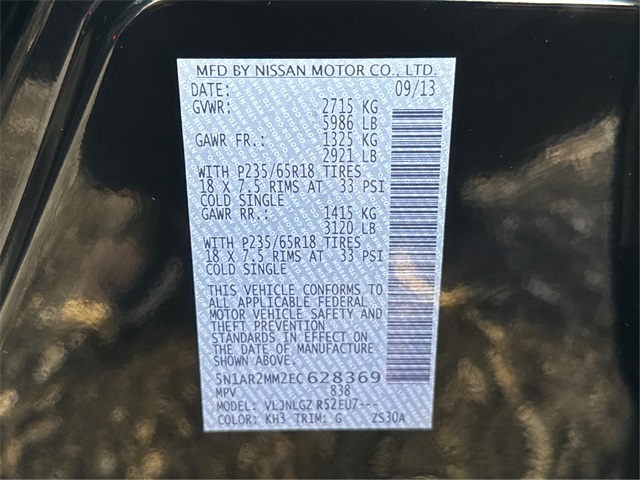 MFD BY NISSAN MOTOR CO., LTD.
DATE: 09/13
GVWR: 2715 KG
5986 LB
GAWR FR.: 1325 KG
2921 LB
WITH P235/65R18 TIRES
18 X 7.5 RIMS AT 33 PSI
COLD SINGLE
GAWR RR.: 1415 KG
3120 LB
WITH P235/65R18 TIRES
18 X 7.5 RIMS AT 33 PSI
COLD SINGLE
THIS VEHICLE CONFORMS TO
ALL APPLICABLE FEDERAL
MOTOR VEHICLE SAFETY AND
THEFT PREVENTION
STANDARDS IN EFFECT ON
THE DATE OF MANUFACTURE
SHOWN ABOVE.
5N1AR2MM2EC628369
MPV 838
MODEL: VLJNLGZ R52EU7---
COLOR: KH3 TRIM: G ZS30A